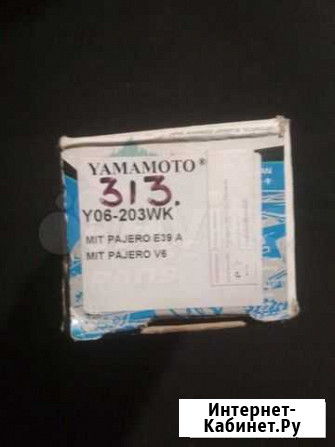 YAMAMOTO®
313.
Y06-203WK
MIT PAJERO E39 A
MIT PAJERO V6
Интернет-
Кабинет.Ру